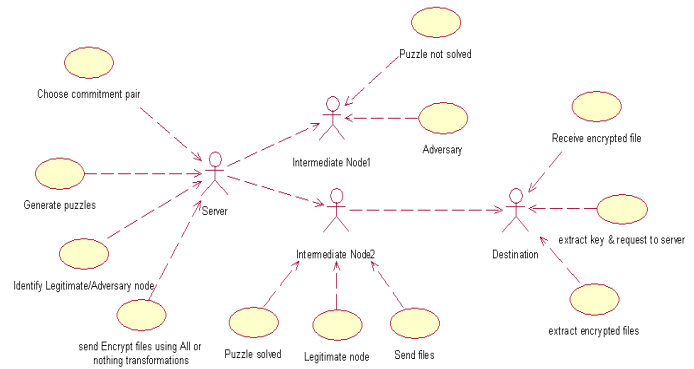 Puzzle not solved
Choose commitment pair
Adversary
Receive encrypted file
Intermediate Node1
Generate puzzles
Server
extract key & request to server
Intermediate Node2
Destination
Identify Legitimate/Adversary node
send Encrypt files using All or
nothing transformations
Puzzle solved
Legitimate node
Send files
extract encrypted files